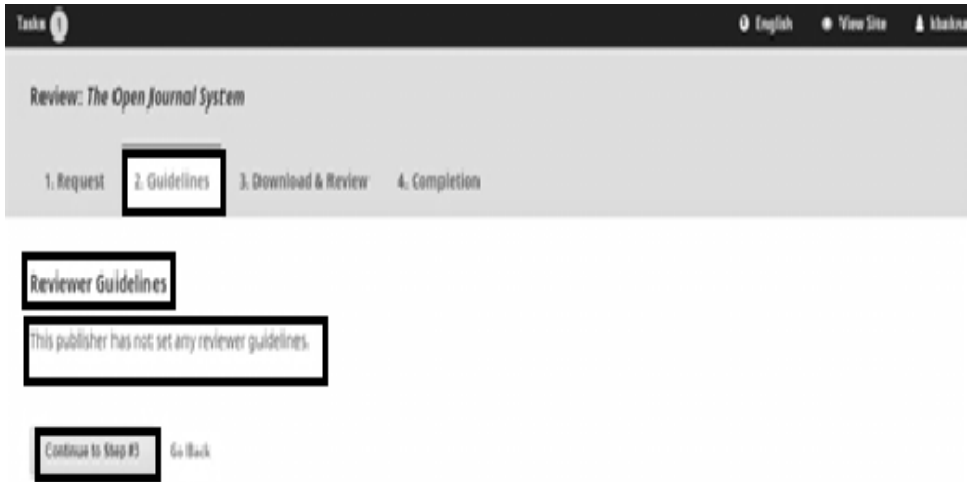 Tasks 1 English View Site
Review: The Open Journal System
1. Request 2. Guidelines 3. Download & Review 4. Completion
Reviewer Guidelines
This publisher has not set any reviewer guidelines.
Continue to Step #3 Go Back